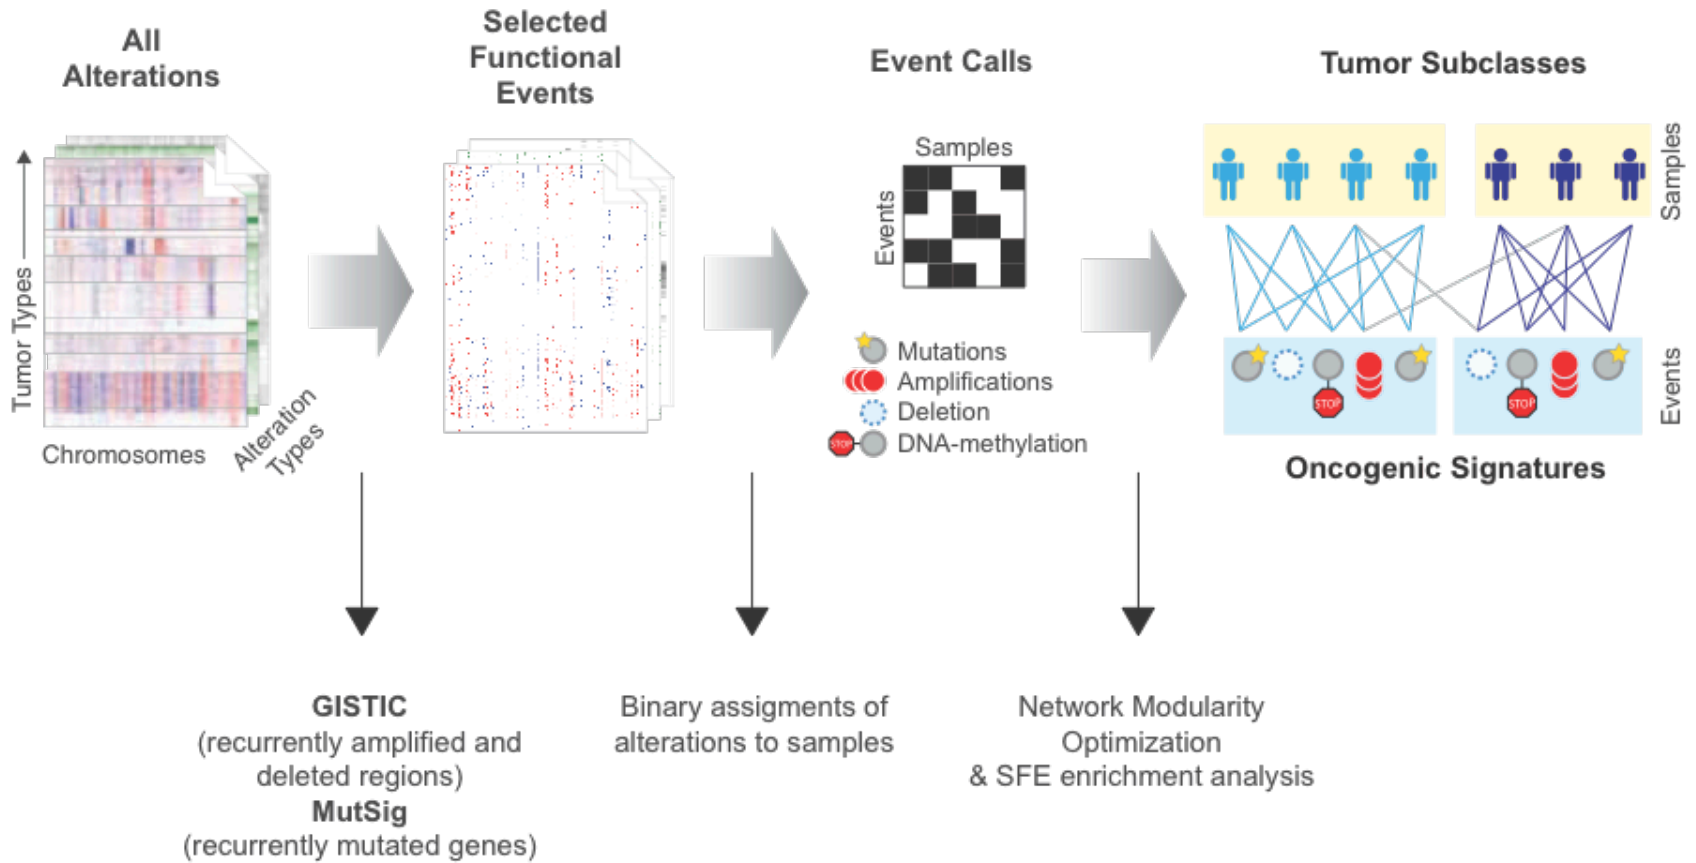 All
Alterations
Selected
Functional
Events
Event Calls
Tumor Subclasses
Tumor Types
Chromosomes
Alteration
Types
Samples
Events
Mutations
Amplifications
Deletion
STOP
DNA-methylation
Samples
Events
STOP
STOP
Oncogenic Signatures
GISTIC
(recurrently amplified and
deleted regions)
MutSig
(recurrently mutated genes)
Binary assigments of
alterations to samples
Network Modularity
Optimization
& SFE enrichment analysis